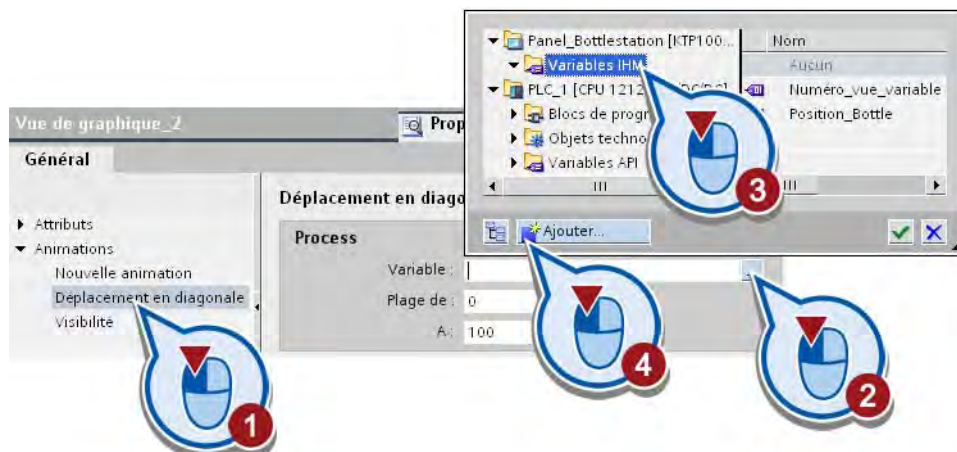 Panel_Bottlestation [KTP100...
Nom
Variables IHM
Aucun
PLC_1 [CPU 1212
Numéro_vue_variable
Blocs de progr
Position_Bottle
Objets techno
Variables API
3
Ajouter...
Vue de graphique_2
Prop
Général
Déplacement en diago
Attributs
Animations
Nouvelle animation
Déplacement en diagonale
Visibilité
Process
Variable :
Plage de : 0
A : 100
1
4
2